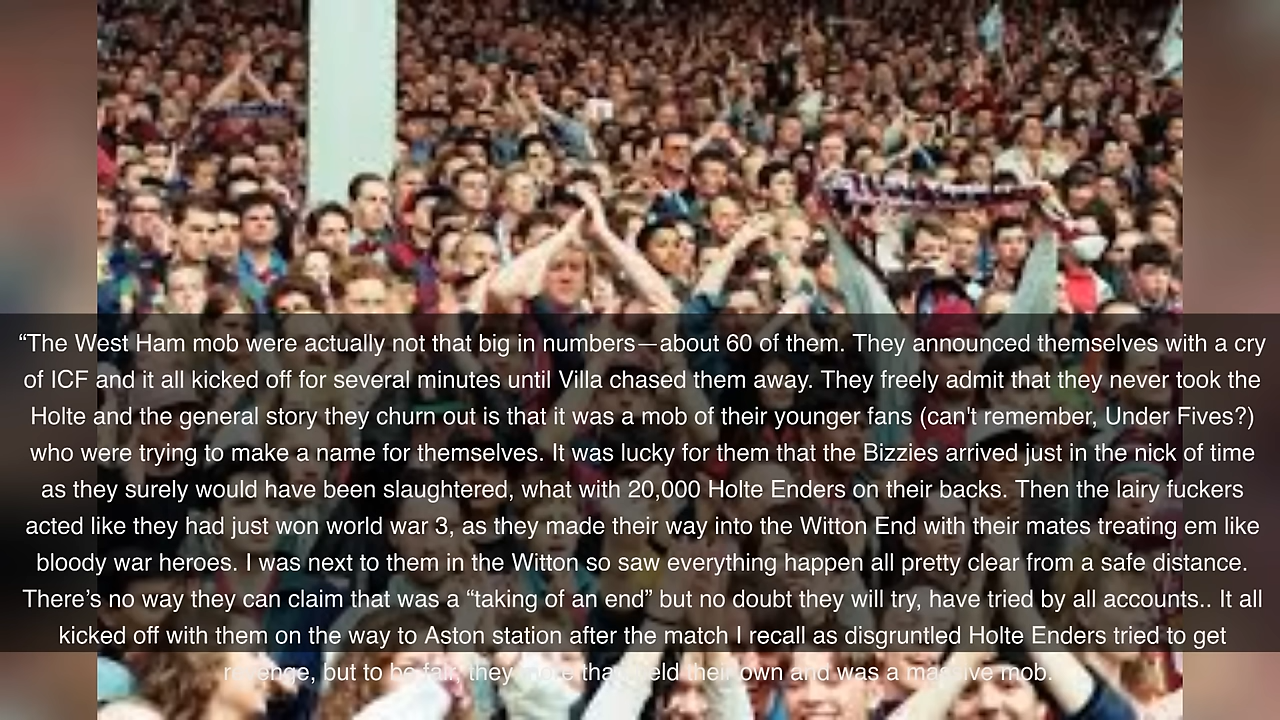 “The West Ham mob were actually not that big in numbers—about 60 of them. They announced themselves with a cry
of ICF and it all kicked off for several minutes until Villa chased them away. They freely admit that they never took the
Holte and the general story they churn out is that it was a mob of their younger fans (can't remember, Under Fives?)
who were trying to make a name for themselves. It was lucky for them that the Bizzies arrived just in the nick of time
as they surely would have been slaughtered, what with 20,000 Holte Enders on their backs. Then the lairy fuckers
acted like they had just won world war 3, as they made their way into the Witton End with their mates treating em like
bloody war heroes. I was next to them in the Witton so saw everything happen all pretty clear from a safe distance.
There’s no way they can claim that was a “taking of an end” but no doubt they will try, have tried by all accounts.. It all
kicked off with them on the way to Aston station after the match I recall as disgruntled Holte Enders tried to get
revenge, but to be fair, they more than held their own and was a massive mob.